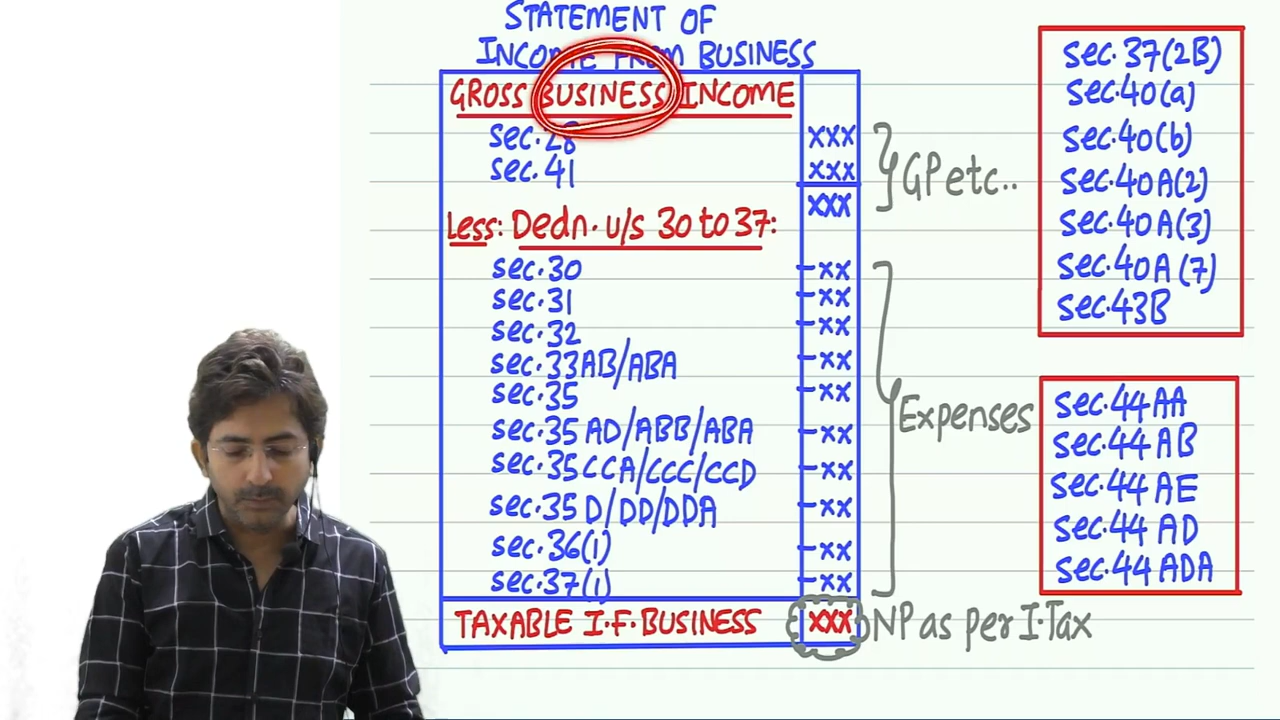 STATEMENT OF
INCOME FROM BUSINESS
GROSS BUSINESS INCOME
sec.28 xxx
sec.41 xxx
xxx
GP etc..
Less: Dedn. u/s 30 to 37:
sec.30 -xx
sec.31 -xx
sec.32 -xx
sec.33AB/ABA -xx
sec.35 -xx
sec.35 AD/ABB/ABA -xx
sec.35 CCA/CCC/CCD -xx
sec.35 D/DD/DDA -xx
sec.36(1) -xx
sec.37(1) -xx
Expenses
TAXABLE I.F. BUSINESS xxx NP as per I.Tax
sec.37(2B)
sec.40(a)
sec.40(b)
sec.40A(2)
sec.40A(3)
sec.40A(7)
sec.43B
sec.44AA
sec.44AB
sec.44AE
sec.44AD
sec.44ADA